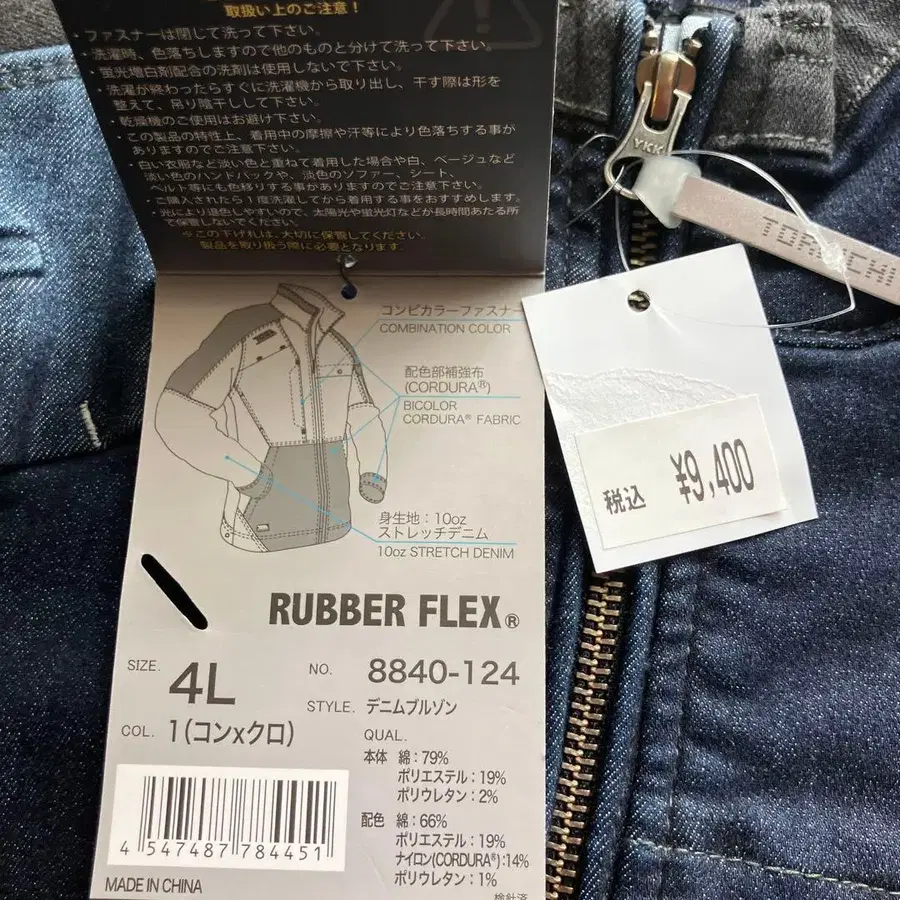 取扱い上のご注意！
・ファスナーは閉じて洗って下さい。
・洗濯時、色落ちしますので他のものと分けて洗って下さい。
・蛍光増白剤配合の洗剤は使用しないで下さい。
・洗濯が終わったらすぐに洗濯機から取り出し、干す際は形を
整えて、吊り陰干しして下さい。
・乾燥機のご使用はお避け下さい。
・この製品の特性上、着用中の摩擦や汗等により色落ちする事が
ありますのでご注意下さい。
・白い衣服など淡い色と重ねて着用した場合や白、ベージュなど
淡い色のハンドバックや、淡色のソファー、シート、
ベルト等にも色移りする事がありますのでご注意下さい。
・ご購入されたら1度洗濯してから着用する事をおすすめします。
・光により退色しやすいので、太陽光や蛍光灯などが長時間あたる所
で保管しないでください。
※この下げ札は、大切に保管してください。
製品を取り扱う際に必要となります。
YKK
コンビカラーファスナー
COMBINATION COLOR
配色部補強布
(CORDURA®)
BICOLOR
CORDURA® FABRIC
身生地：10oz
ストレッチデニム
10oz STRETCH DENIM
税込 ¥9,400
RUBBER FLEX®
SIZE. 4L
NO. 8840-124
STYLE. デニムブルゾン
COL. 1(コンxクロ)
QUAL.
本体 綿：79%
ポリエステル：19%
ポリウレタン：2%
配色 綿：66%
ポリエステル：19%
ナイロン(CORDURA®):14%
ポリウレタン：1%
4 547487 784451
MADE IN CHINA
検針済